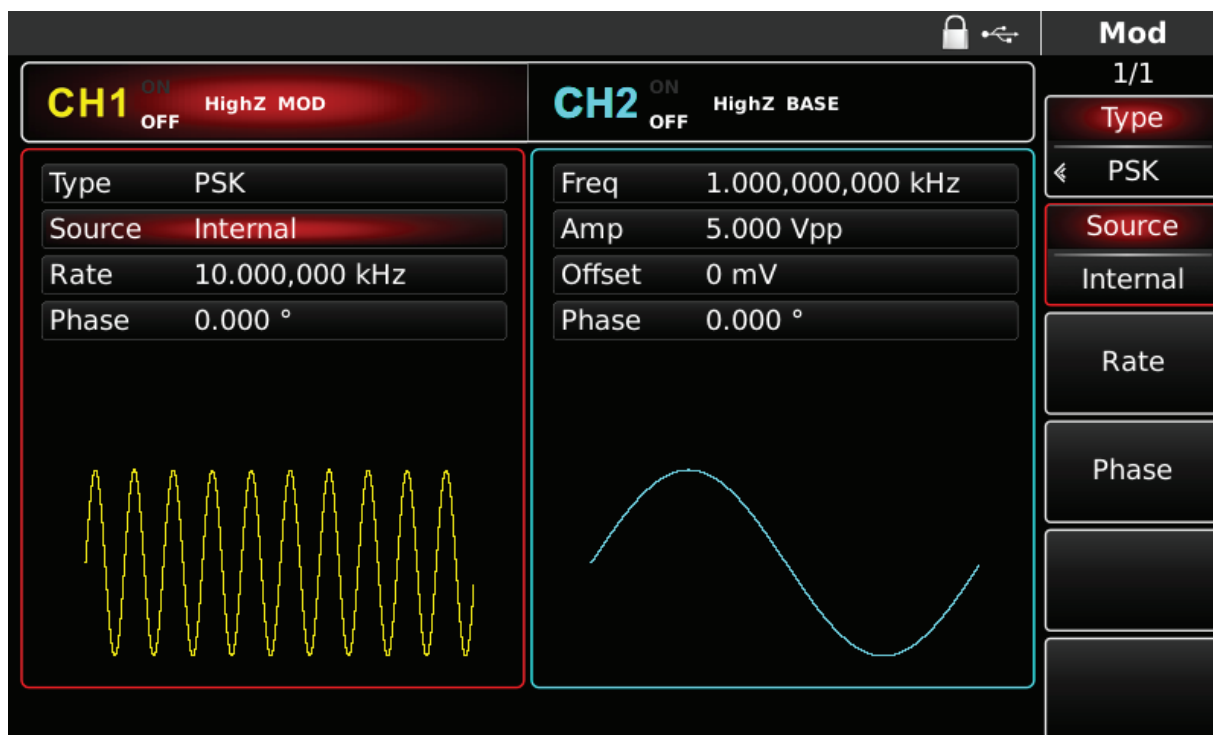 Mod
1/1
CH1 ON OFF HighZ MOD
CH2 ON OFF HighZ BASE
Type PSK
Source Internal
Rate 10.000,000 kHz
Phase 0.000 °
Freq 1.000,000,000 kHz
Amp 5.000 Vpp
Offset 0 mV
Phase 0.000 °
Type
PSK
Source
Internal
Rate
Phase